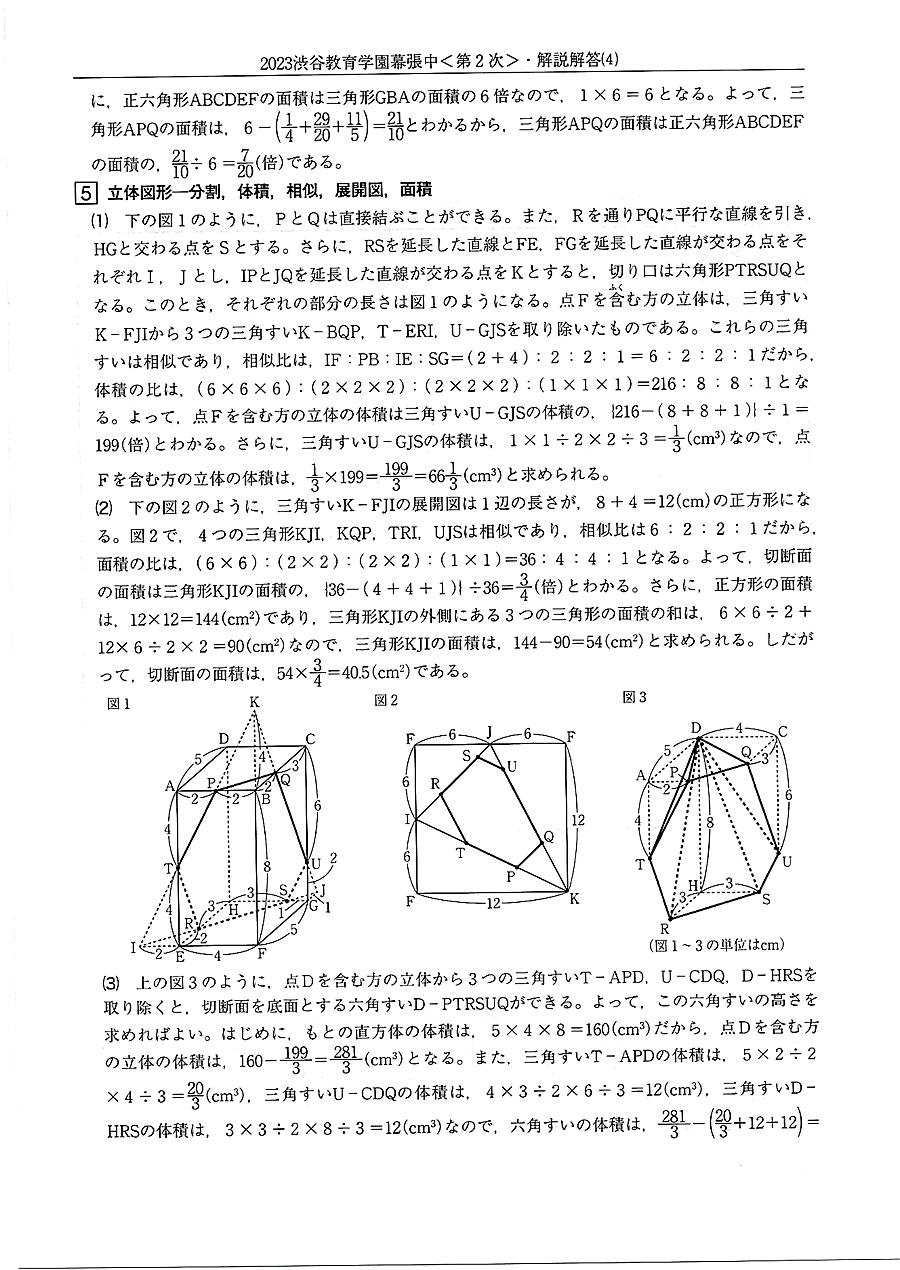 2023渋谷教育学園幕張中<第2次>・解説解答(4)
に，正六角形ABCDEFの面積は三角形GBAの面積の6倍なので，1×6＝6となる。よって，三
角形APQの面積は，6－(1/4＋29/20＋11/5)＝21/10とわかるから，三角形APQの面積は正六角形ABCDEF
の面積の，21/10÷6＝7/20(倍)である。
5 立体図形―分割，体積，相似，展開図，面積
(1) 下の図1のように，PとQは直接結ぶことができる。また，Rを通りPQに平行な直線を引き，
HGと交わる点をSとする。さらに，RSを延長した直線とFE，FGを延長した直線が交わる点をそ
れぞれI，Jとし，IPとJQを延長した直線が交わる点をKとすると，切り口は六角形PTRSUQと
なる。このとき，それぞれの部分の長さは図1のようになる。点Fを含む方の立体は，三角すい
ふく
K－FJIから3つの三角すいK－BQP，T－ERI，U－GJSを取り除いたものである。これらの三角
すいは相似であり，相似比は，IF：PB：IE：SG＝(2＋4)：2：2：1＝6：2：2：1だから，
体積の比は，(6×6×6)：(2×2×2)：(2×2×2)：(1×1×1)＝216：8：8：1とな
る。よって，点Fを含む方の立体の体積は三角すいU－GJSの体積の，{216－(8＋8＋1)}÷1＝
199(倍)とわかる。さらに，三角すいU－GJSの体積は，1×1÷2×2÷3＝1/3(cm³)なので，点
Fを含む方の立体の体積は，1/3×199＝199/3＝66 1/3(cm³)と求められる。
(2) 下の図2のように，三角すいK－FJIの展開図は1辺の長さが，8＋4＝12(cm)の正方形にな
る。図2で，4つの三角形KJI，KQP，TRI，UJSは相似であり，相似比は6：2：2：1だから，
面積の比は，(6×6)：(2×2)：(2×2)：(1×1)＝36：4：4：1となる。よって，切断面
の面積は三角形KJIの面積の，{36－(4＋4＋1)}÷36＝3/4(倍)とわかる。さらに，正方形の面積
は，12×12＝144(cm²)であり，三角形KJIの外側にある3つの三角形の面積の和は，6×6÷2＋
12×6÷2×2＝90(cm²)なので，三角形KJIの面積は，144－90＝54(cm²)と求められる。しだが
って，切断面の面積は，54×3/4＝40.5(cm²)である。
図1
K
D
C
5
4
3
A
P
2
Q
2
2
B
4
6
T
8
U
2
3
S
J
4
3
H
1
G
1
R
2
5
I
2
E
4
F
図2
F
6
J
6
F
S
U
6
R
I
12
6
T
Q
P
F
12
K
図3
D
4
C
5
Q
3
A
P
2
4
8
6
T
U
H
3
3
S
R
(図1～3の単位はcm)
(3) 上の図3のように，点Dを含む方の立体から3つの三角すいT－APD，U－CDQ，D－HRSを
取り除くと，切断面を底面とする六角すいD－PTRSUQができる。よって，この六角すいの高さを
求めればよい。はじめに，もとの直方体の体積は，5×4×8＝160(cm³)だから，点Dを含む方
の立体の体積は，160－199/3＝281/3(cm³)となる。また，三角すいT－APDの体積は，5×2÷2
×4÷3＝20/3(cm³)，三角すいU－CDQの体積は，4×3÷2×6÷3＝12(cm³)，三角すいD－
HRSの体積は，3×3÷2×8÷3＝12(cm³)なので，六角すいの体積は，281/3－(20/3＋12＋12)＝